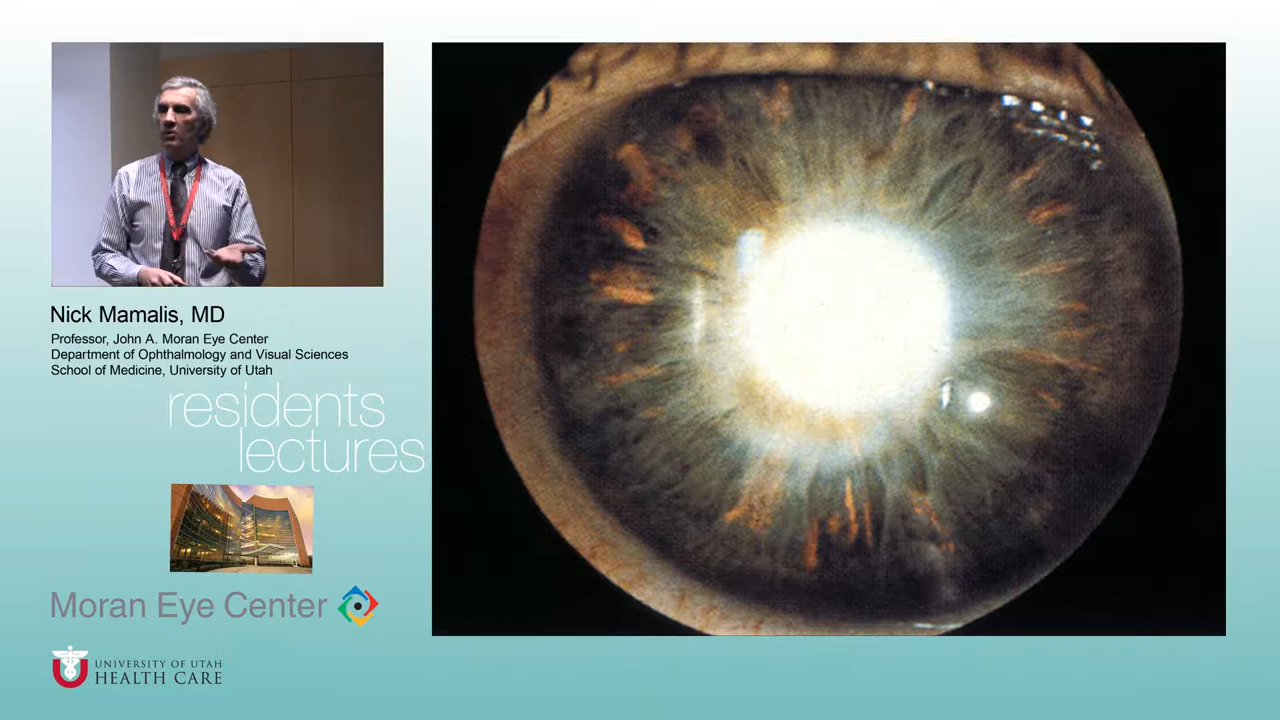 Nick Mamalis, MD
Professor, John A. Moran Eye Center
Department of Ophthalmology and Visual Sciences
School of Medicine, University of Utah
residents
lectures
Moran Eye Center
U
UNIVERSITY OF UTAH
HEALTH CARE